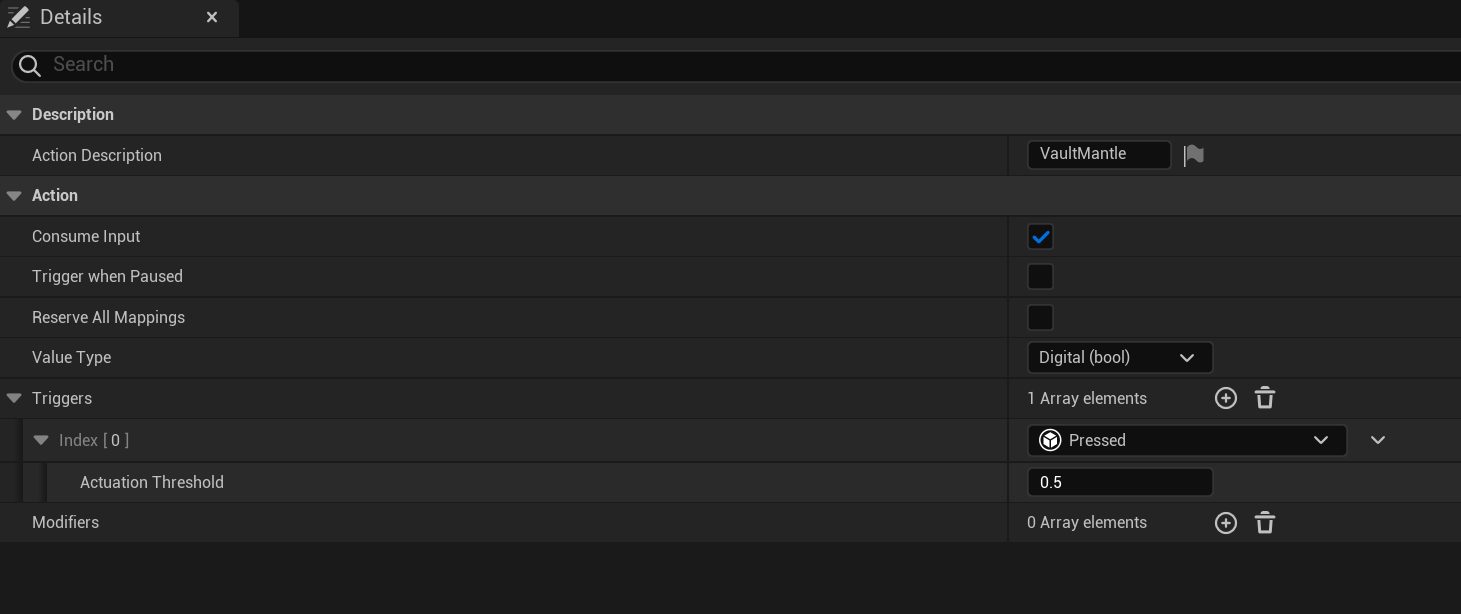 Details
Search
Description
Action Description VaultMantle
Action
Consume Input
Trigger when Paused
Reserve All Mappings
Value Type Digital (bool)
Triggers 1 Array elements
Index [ 0 ] Pressed
Actuation Threshold 0.5
Modifiers 0 Array elements